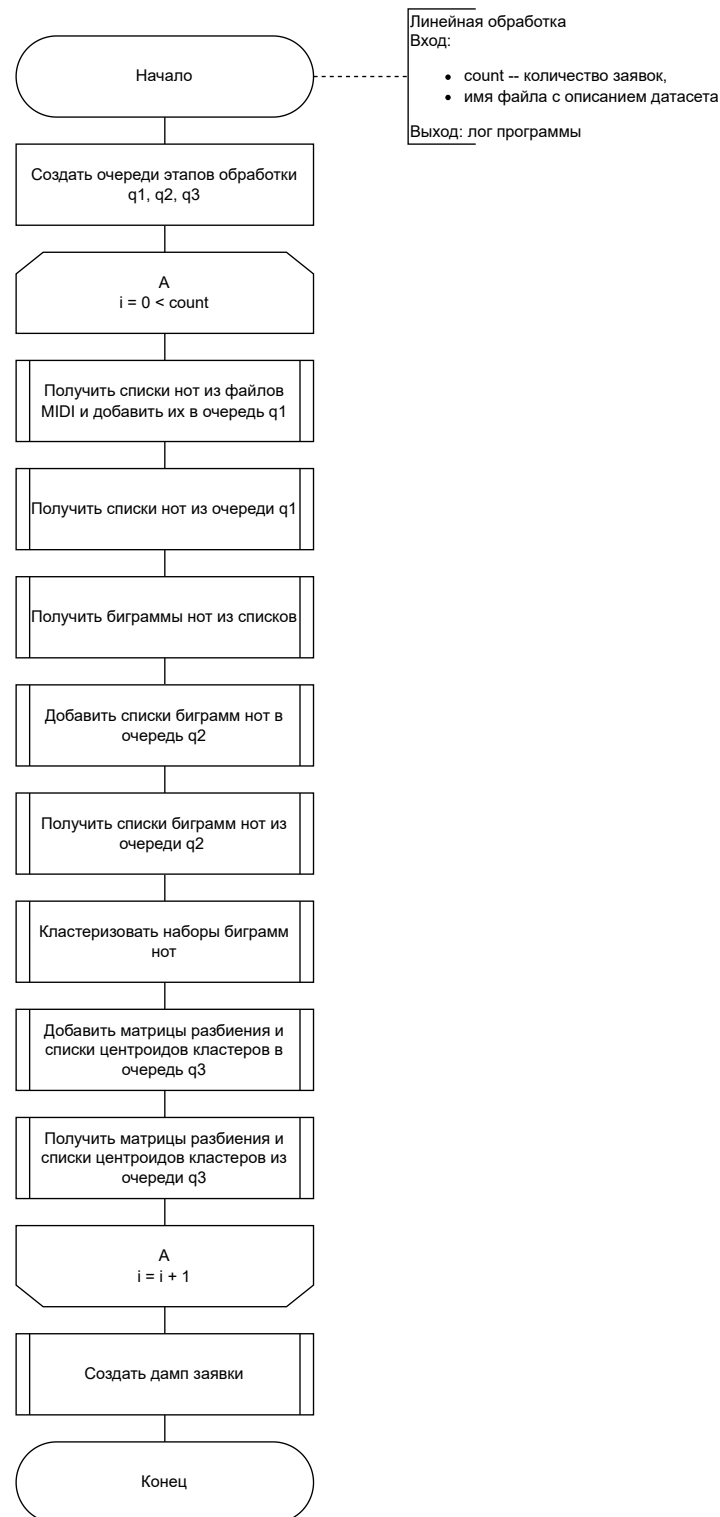 Линейная обработка
Вход:
• count -- количество заявок,
• имя файла с описанием датасета
Выход: лог программы
Начало
Создать очереди этапов обработки
q1, q2, q3
A
i = 0 < count
Получить списки нот из файлов
MIDI и добавить их в очередь q1
Получить списки нот из очереди q1
Получить биграммы нот из списков
Добавить списки биграмм нот в
очередь q2
Получить списки биграмм нот из
очереди q2
Кластеризовать наборы биграмм
нот
Добавить матрицы разбиения и
списки центроидов кластеров в
очередь q3
Получить матрицы разбиения и
списки центроидов кластеров из
очереди q3
A
i = i + 1
Создать дамп заявки
Конец